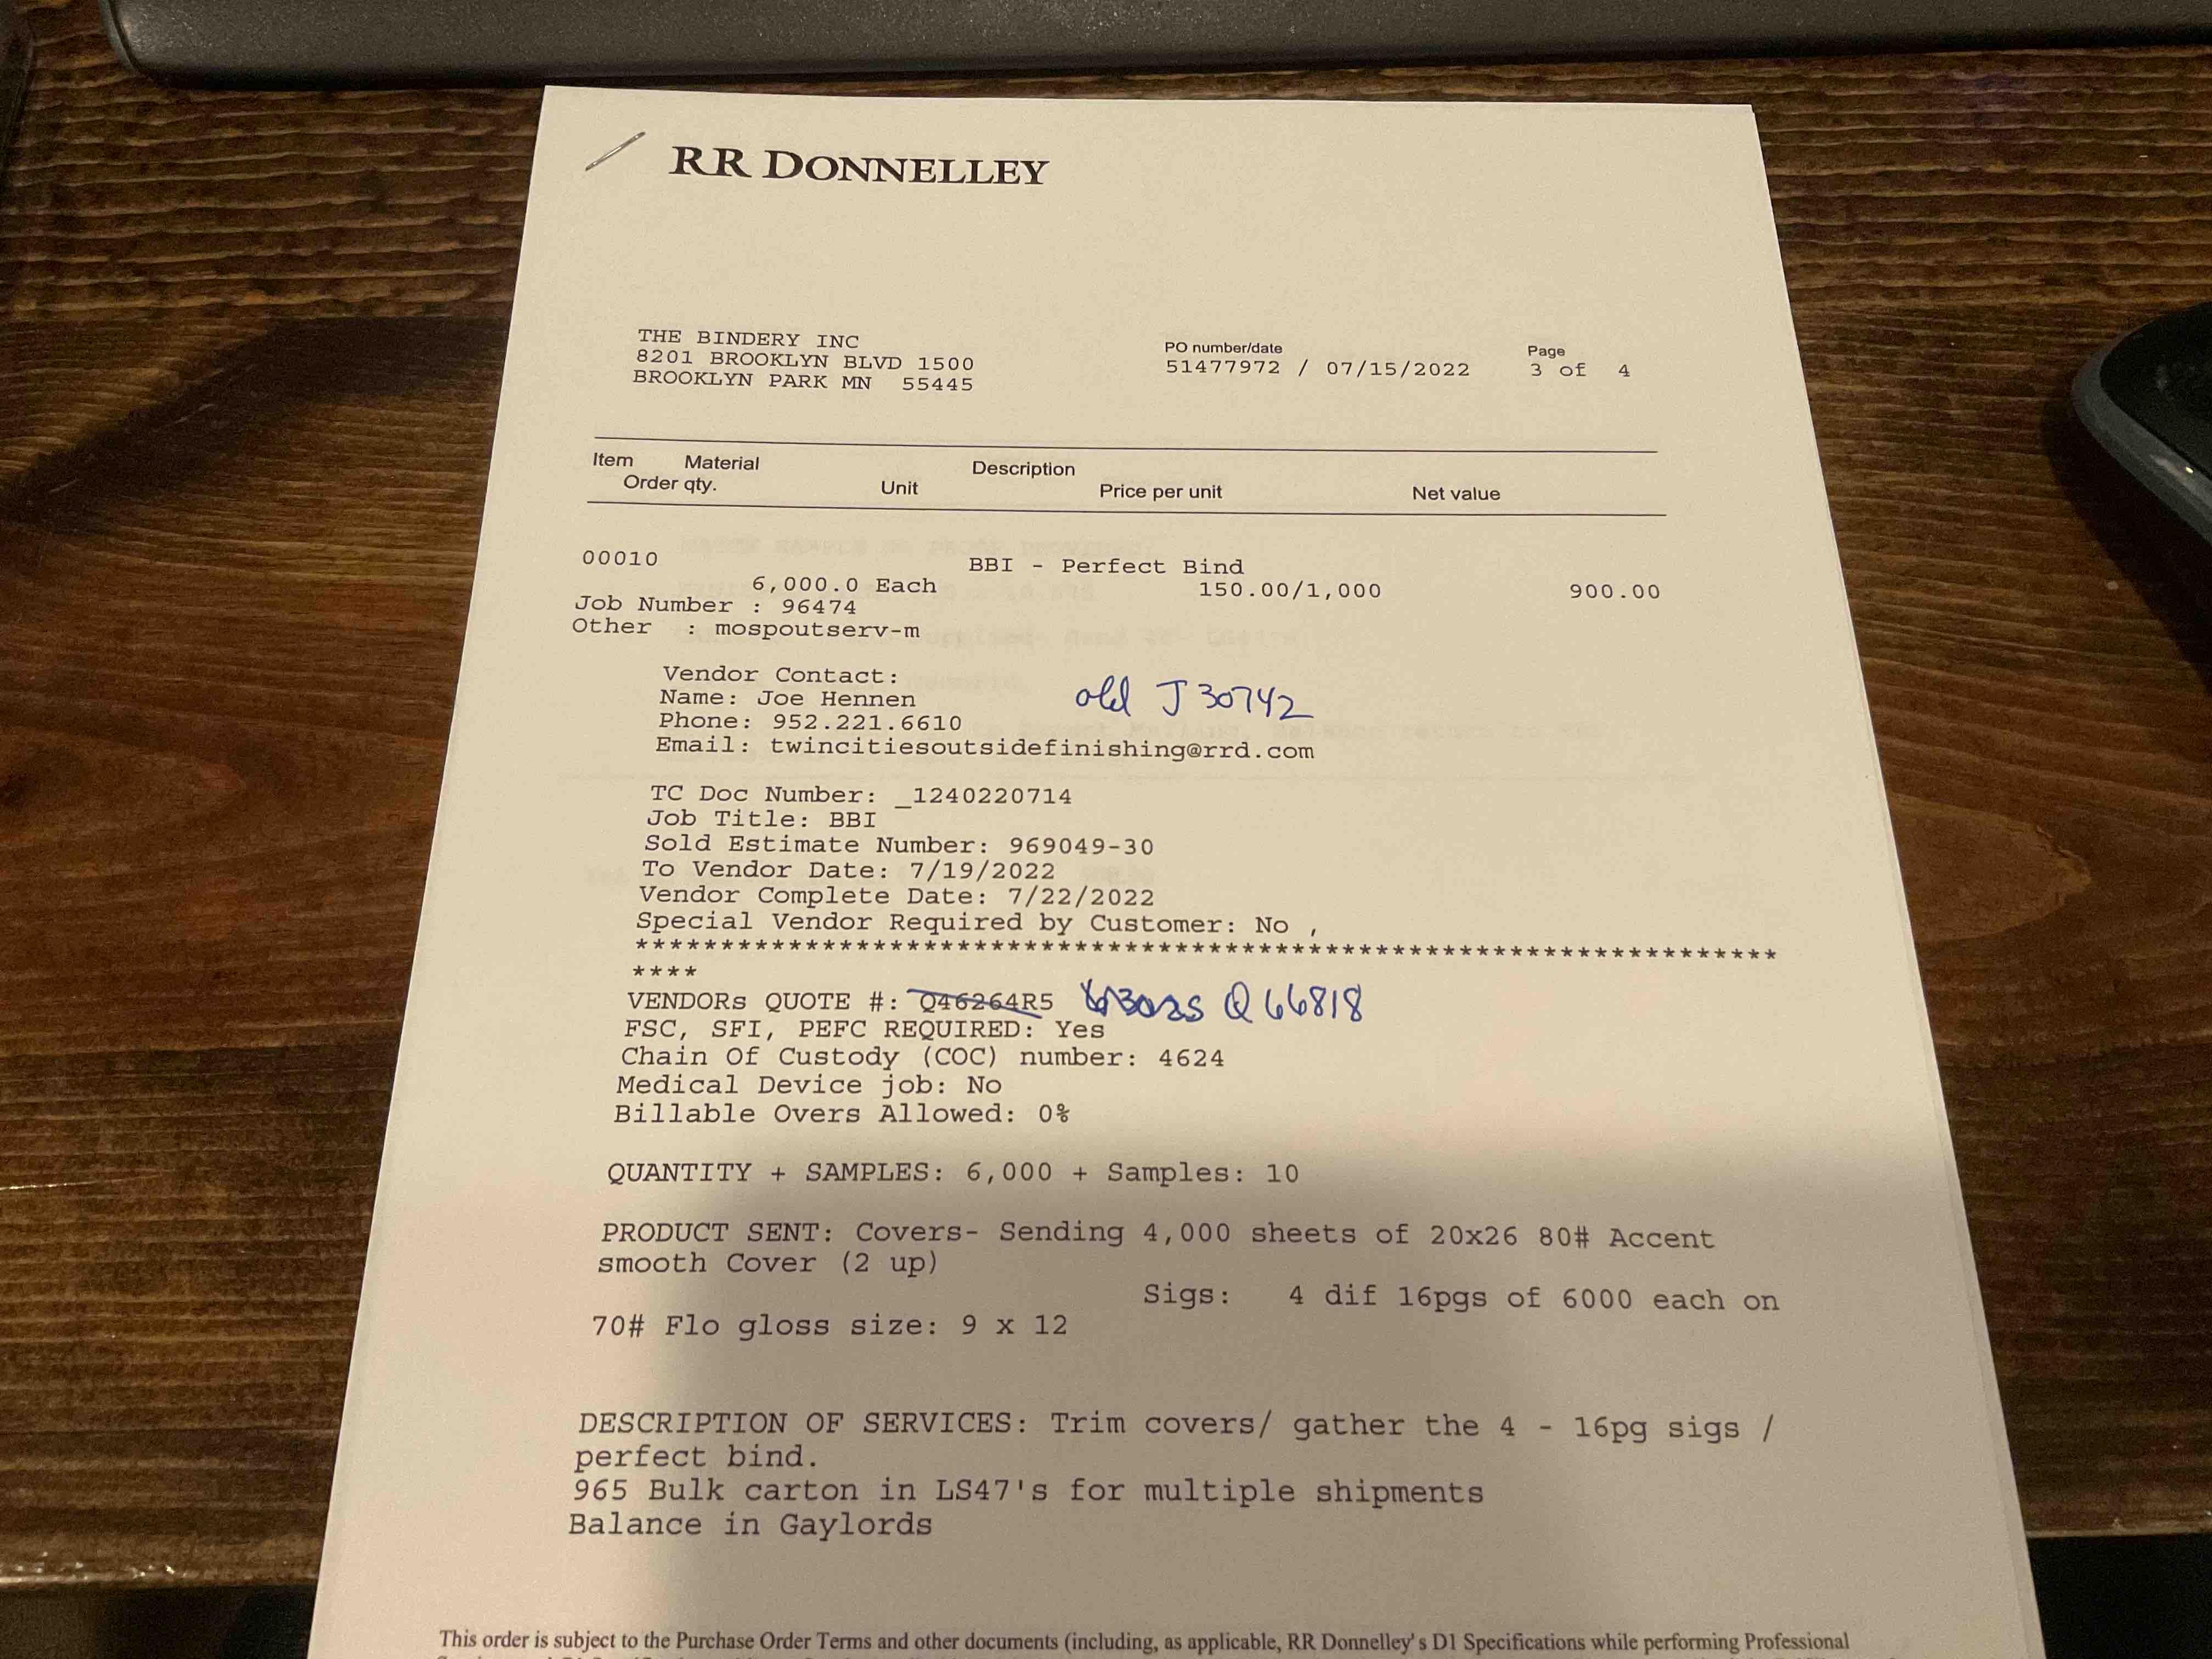 RR DONNELLEY
THE BINDERY INC
8201 BROOKLYN BLVD 1500
BROOKLYN PARK MN 55445
PO number/date
51477972 / 07/15/2022
Page
3 of 4
Item Material Description
Order qty. Unit Price per unit Net value
00010 BBI - Perfect Bind
6,000.0 Each 150.00/1,000 900.00
Job Number : 96474
Other : mospoutserv-m
Vendor Contact:
Name: Joe Hennen
Phone: 952.221.6610
old J30742
Email: twincitiesoutsidefinishing@rrd.com
TC Doc Number: _1240220714
Job Title: BBI
Sold Estimate Number: 969049-30
To Vendor Date: 7/19/2022
Vendor Complete Date: 7/22/2022
Special Vendor Required by Customer: No ,
********************************************************************
****
VENDORs QUOTE #: Q46264R5 Q66818
FSC, SFI, PEFC REQUIRED: Yes
Chain Of Custody (COC) number: 4624
Medical Device job: No
Billable Overs Allowed: 0%
QUANTITY + SAMPLES: 6,000 + Samples: 10
PRODUCT SENT: Covers- Sending 4,000 sheets of 20x26 80# Accent
smooth Cover (2 up)
Sigs: 4 dif 16pgs of 6000 each on
70# Flo gloss size: 9 x 12
DESCRIPTION OF SERVICES: Trim covers/ gather the 4 - 16pg sigs /
perfect bind.
965 Bulk carton in LS47's for multiple shipments
Balance in Gaylords
This order is subject to the Purchase Order Terms and other documents (including, as applicable, RR Donnelley's D1 Specifications while performing Professional